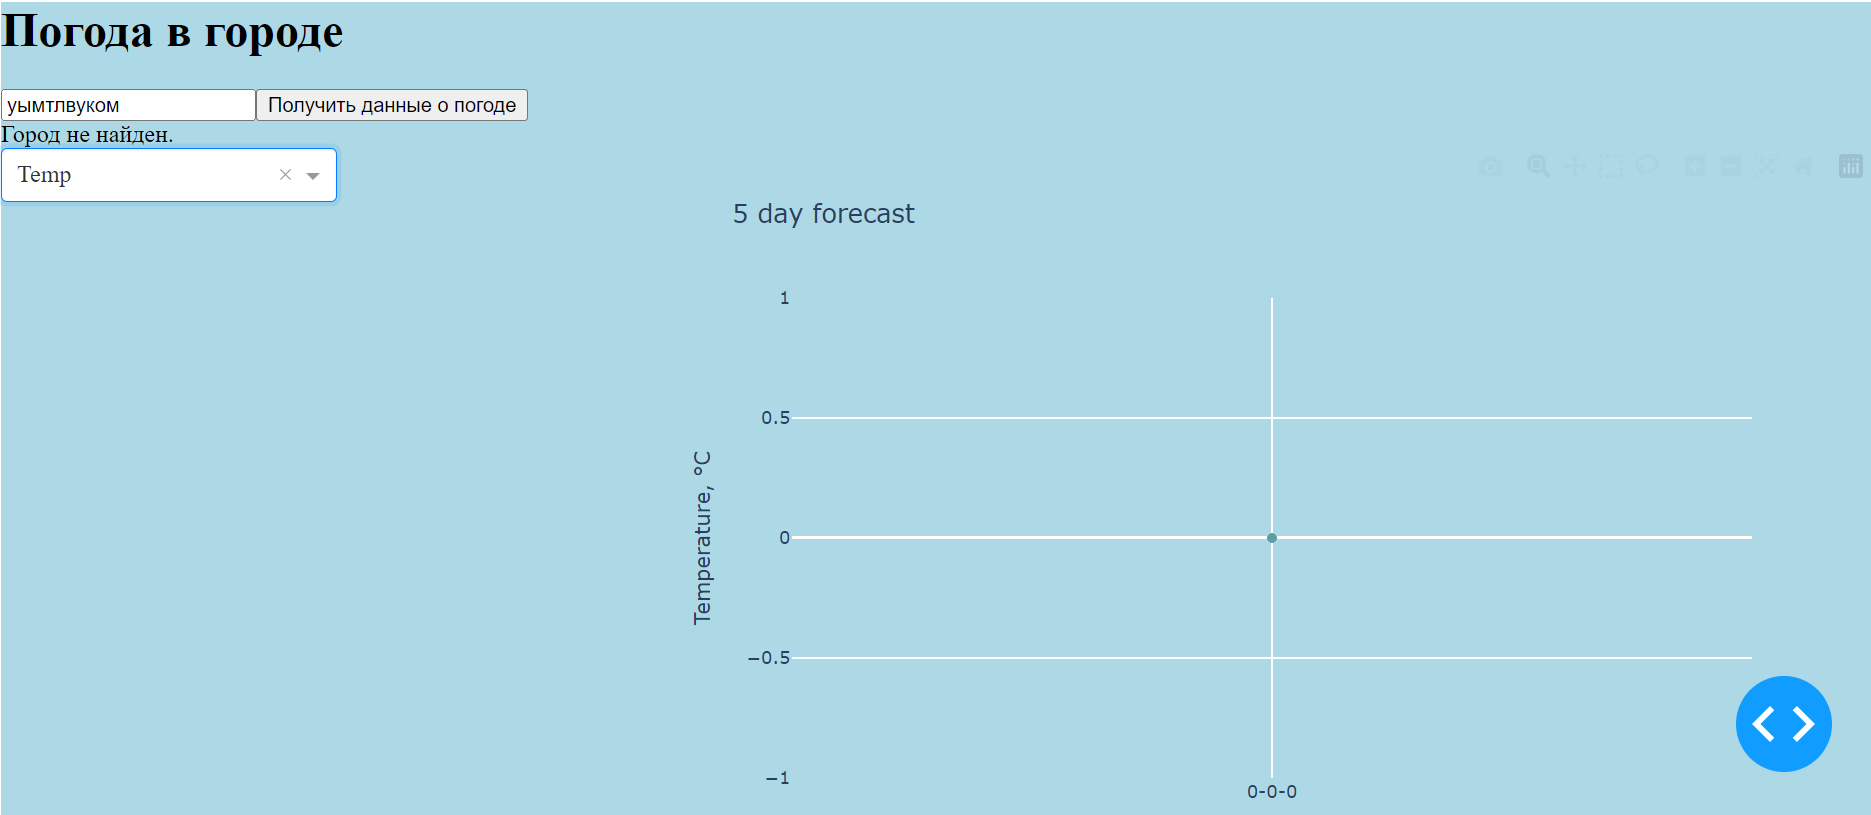 Погода в городе
уымтлвуком
Получить данные о погоде
Город не найден.
Temp
5 day forecast
1
0.5
0
−0.5
−1
Temperature, °C
0-0-0